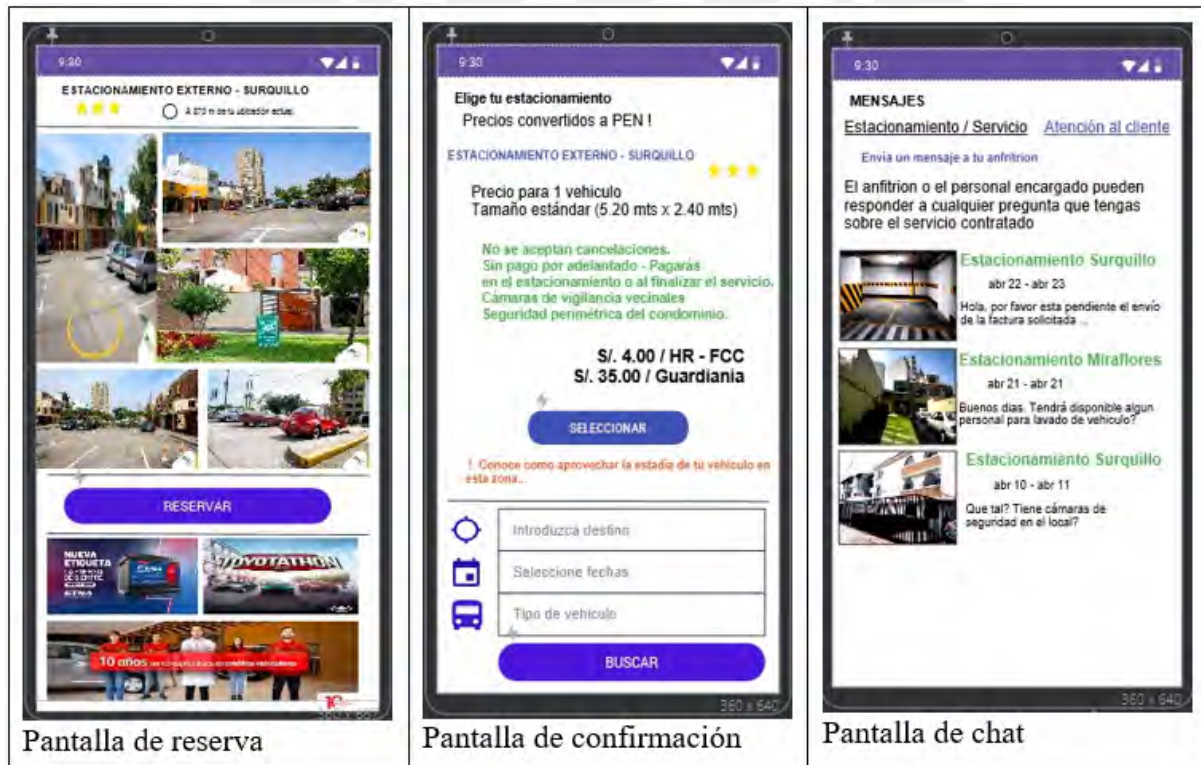 9:30
ESTACIONAMIENTO EXTERNO - SURQUILLO
RESERVAR
NUEVA
ETIQUETA
ETNA
TOYOTATHON
10 años
Pantalla de reserva
9:30
Elige tu estacionamiento
Precios convertidos a PEN !
ESTACIONAMIENTO EXTERNO - SURQUILLO
Precio para 1 vehiculo
Tamaño estándar (5.20 mts x 2.40 mts)
No se aceptan cancelaciones.
Sin pago por adelantado - Pagarás
en el estacionamiento o al finalizar el servicio.
Cámaras de vigilancia vecinales
Seguridad perimétrica del condominio.
S/. 4.00 / HR - FCC
S/. 35.00 / Guardiania
SELECCIONAR
! Conoce como aprovechar la estadia de tu vehiculo en
esta zona..
Introduzca destino
Seleccione fechas
Tipo de vehiculo
BUSCAR
360 x 640
Pantalla de confirmación
9:30
MENSAJES
Estacionamiento / Servicio Atención al cliente
Envia un mensaje a tu anfitrion
El anfitrion o el personal encargado pueden
responder a cualquier pregunta que tengas
sobre el servicio contratado
Estacionamiento Surquillo
abr 22 - abr 23
Hola, por favor esta pendiente el envío
de la factura solicitada ...
Estacionamiento Miraflores
abr 21 - abr 21
Buenos dias. Tendrá disponible algun
personal para lavado de vehiculo?
Estacionamiento Surquillo
abr 10 - abr 11
Que tal? Tiene cámaras de
seguridad en el local?
360 x 640
Pantalla de chat